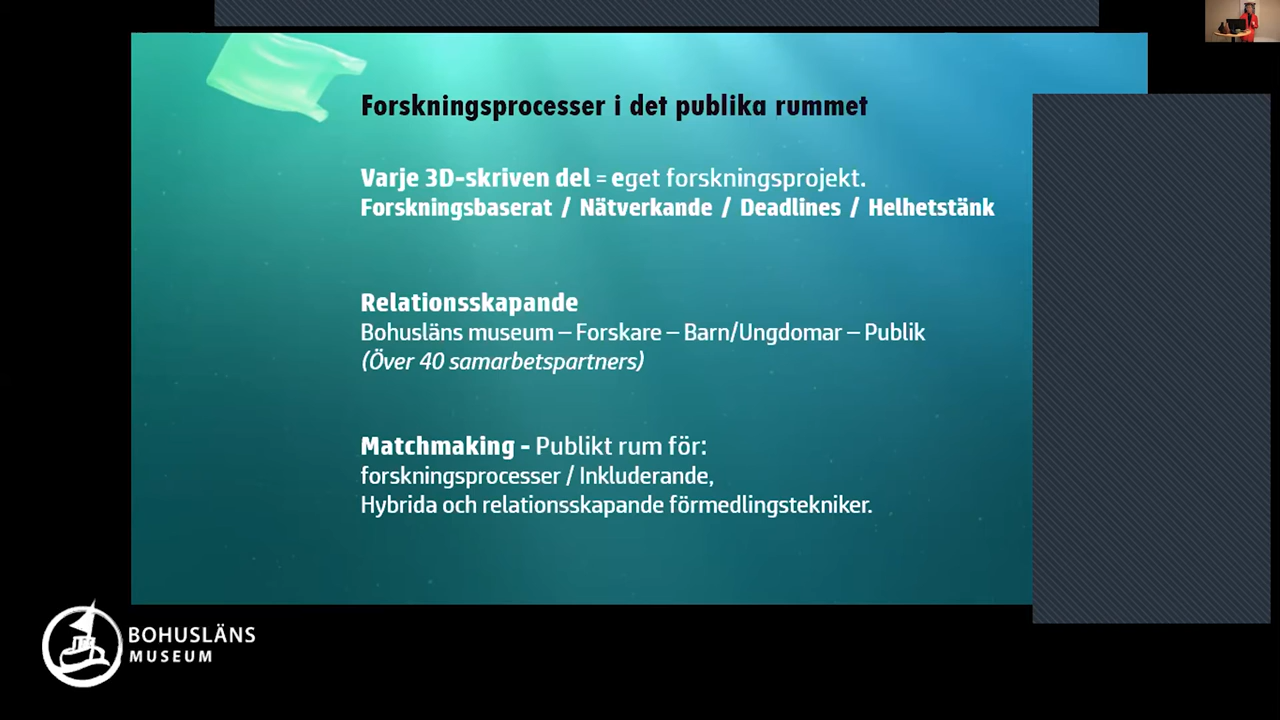 Forskningsprocesser i det publika rummet
Varje 3D-skriven del = eget forskningsprojekt.
Forskningsbaserat / Nätverkande / Deadlines / Helhetstänk
Relationsskapande
Bohusläns museum – Forskare – Barn/Ungdomar – Publik
(Över 40 samarbetspartners)
Matchmaking - Publikt rum för:
forskningsprocesser / Inkluderande,
Hybrida och relationsskapande förmedlingstekniker.
BOHUSLÄNS
MUSEUM